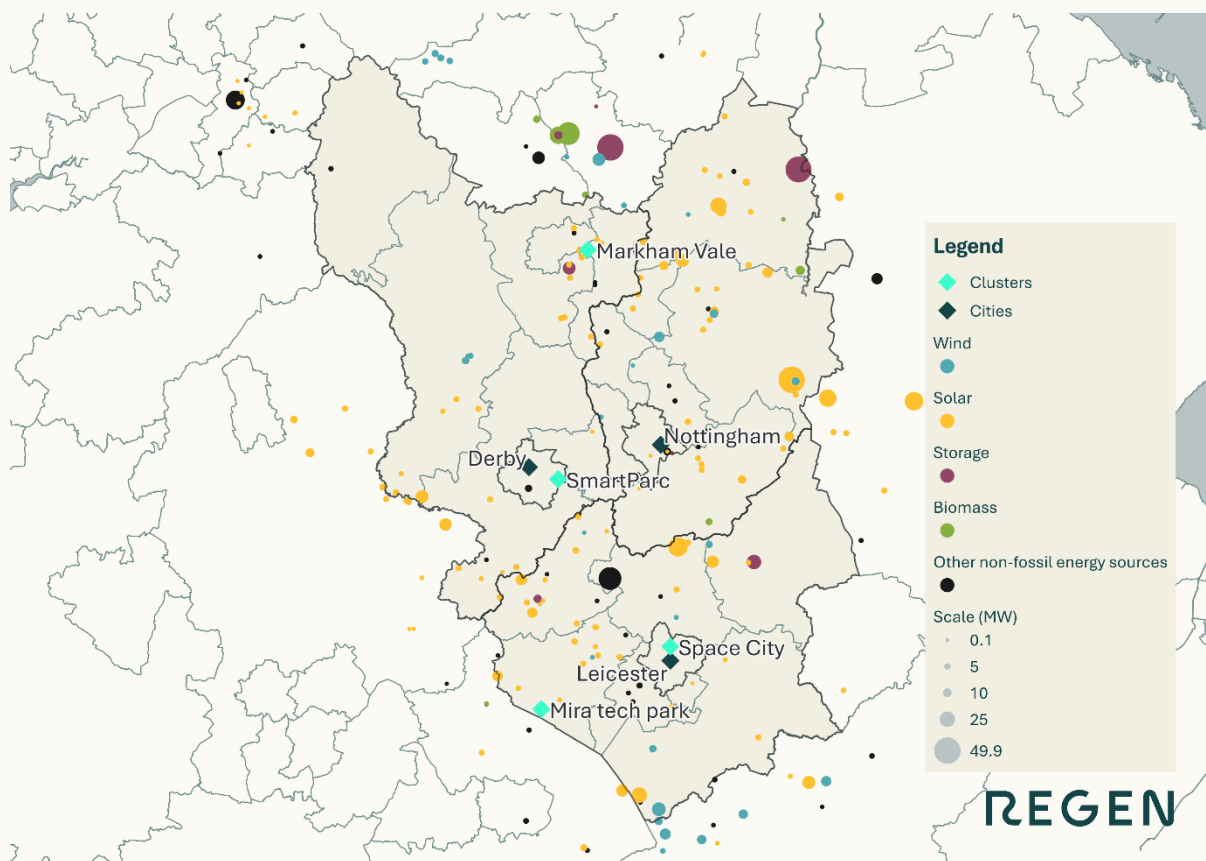 Markham Vale
Nottingham
Derby
SmartParc
Space City
Leicester
Mira tech park
Legend
Clusters
Cities
Wind
Solar
Storage
Biomass
Other non-fossil energy sources
Scale (MW)
0.1
5
10
25
49.9
REGEN